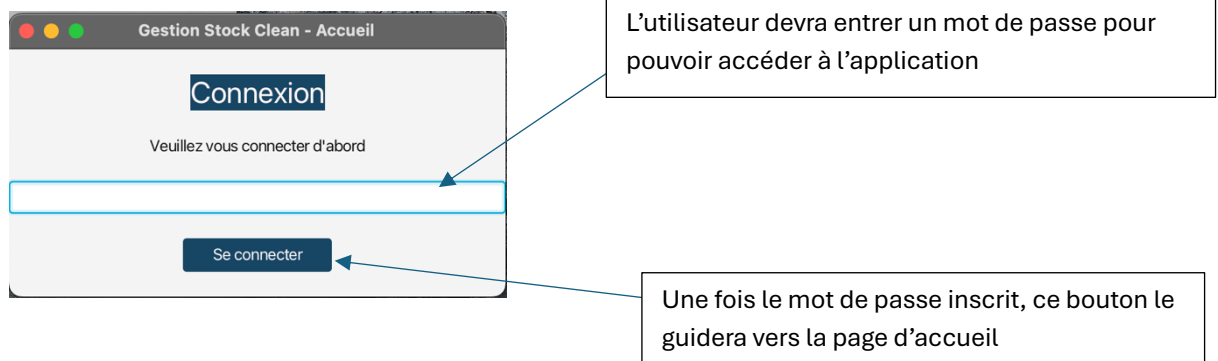 L’utilisateur devra entrer un mot de passe pour
pouvoir accéder à l’application
Gestion Stock Clean - Accueil
Connexion
Veuillez vous connecter d'abord
Se connecter
Une fois le mot de passe inscrit, ce bouton le
guidera vers la page d’accueil